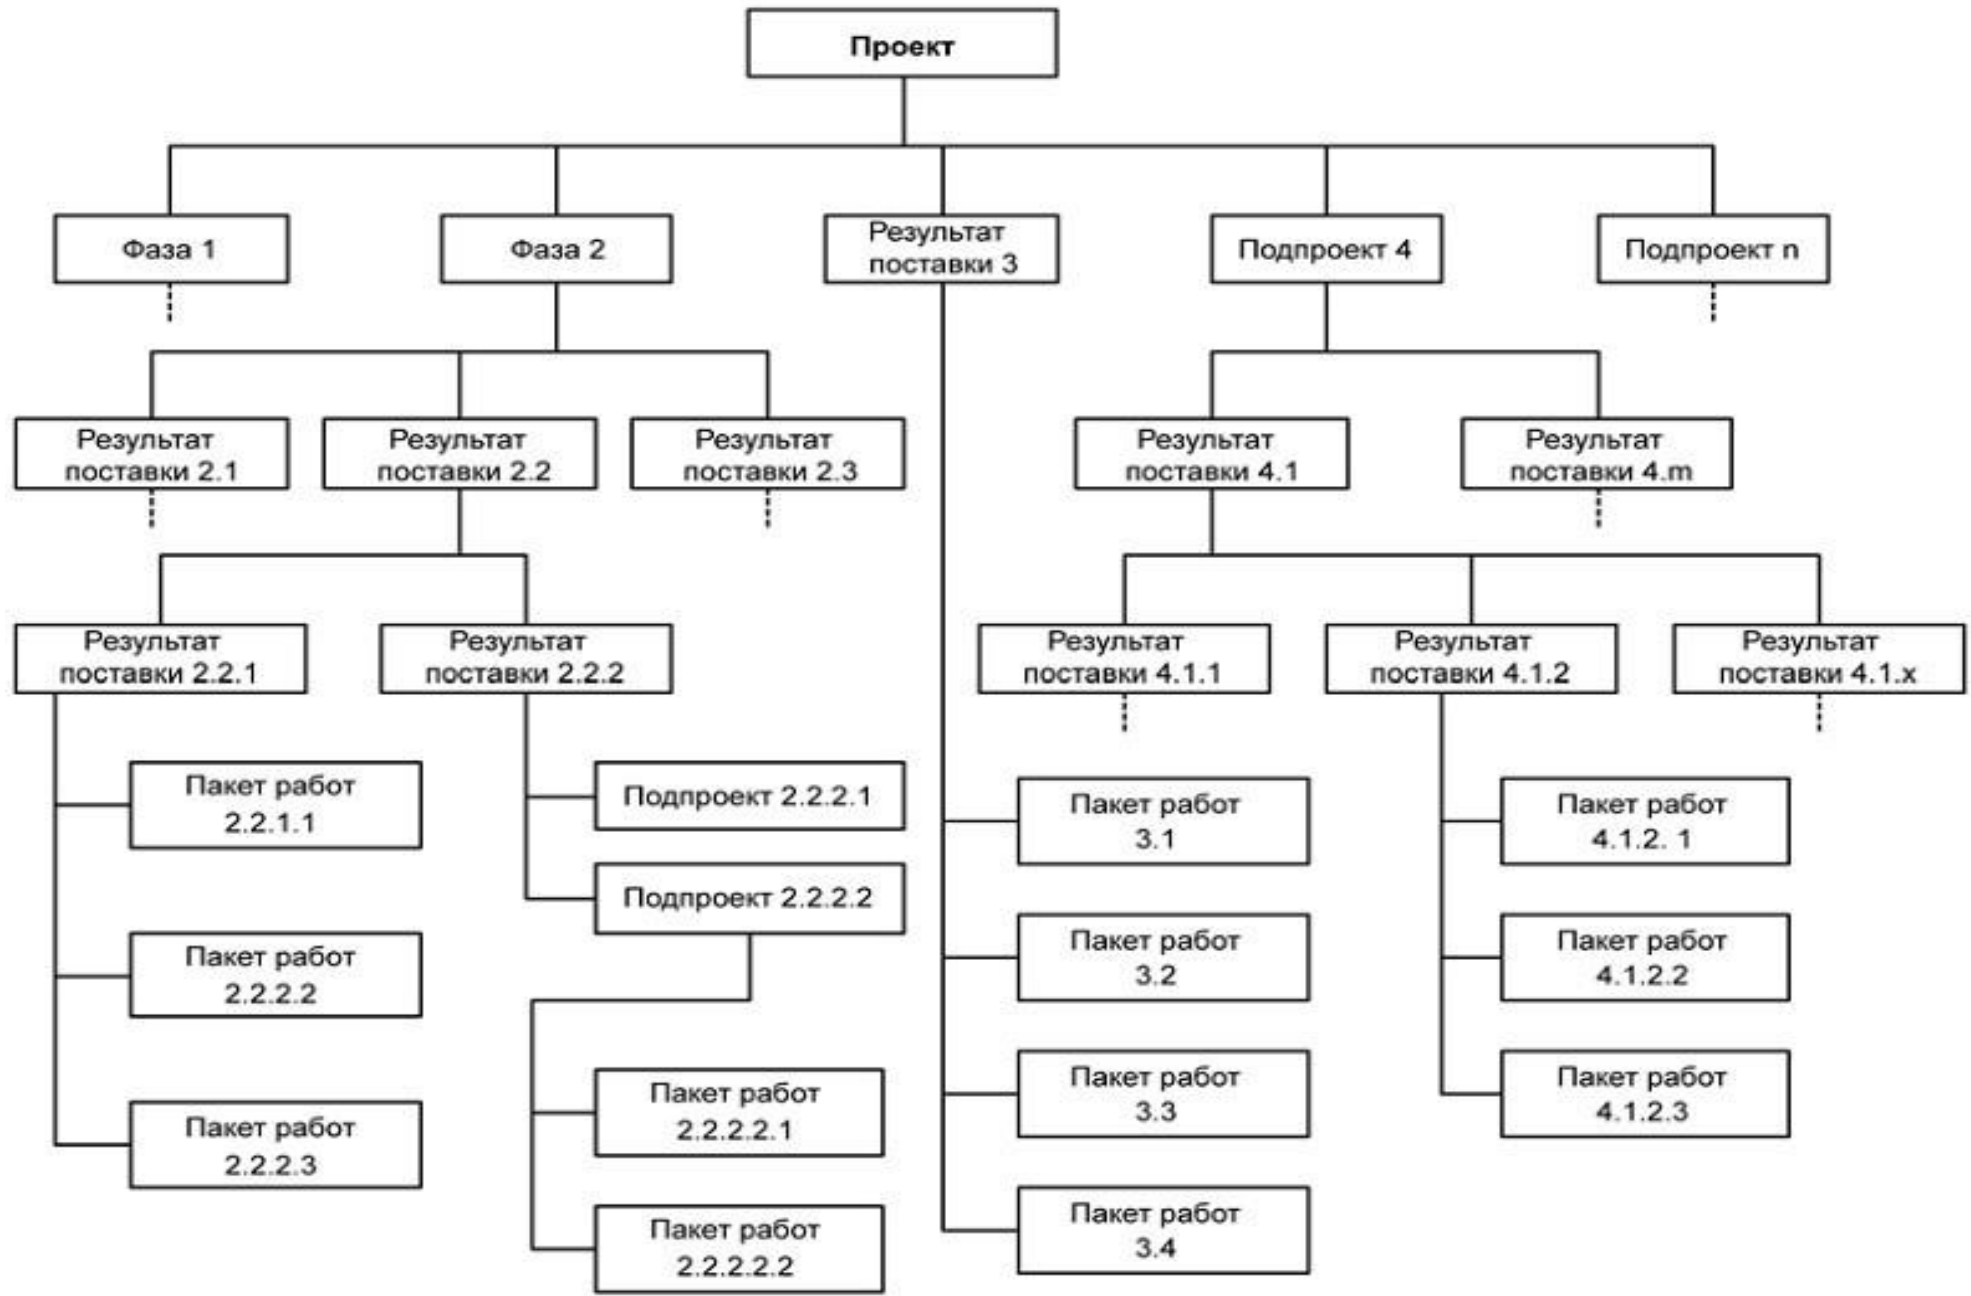 Проект
Фаза 1
Фаза 2
Результат
поставки 3
Подпроект 4
Подпроект n
Результат
поставки 2.1
Результат
поставки 2.2
Результат
поставки 2.3
Результат
поставки 4.1
Результат
поставки 4.m
Результат
поставки 2.2.1
Результат
поставки 2.2.2
Результат
поставки 4.1.1
Результат
поставки 4.1.2
Результат
поставки 4.1.x
Пакет работ
2.2.1.1
Пакет работ
2.2.2.2
Пакет работ
2.2.2.3
Подпроект 2.2.2.1
Подпроект 2.2.2.2
Пакет работ
2.2.2.2.1
Пакет работ
2.2.2.2.2
Пакет работ
3.1
Пакет работ
3.2
Пакет работ
3.3
Пакет работ
3.4
Пакет работ
4.1.2. 1
Пакет работ
4.1.2.2
Пакет работ
4.1.2.3